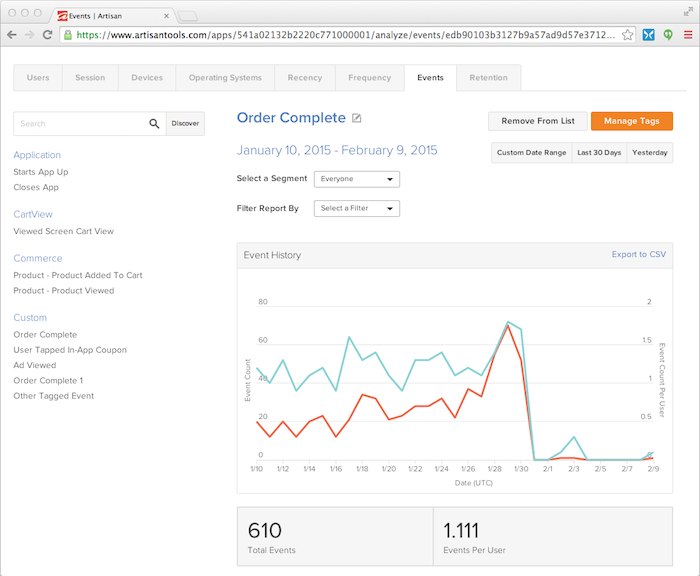 Events | Artisan
https://www.artisantools.com/apps/541a02132b2220c771000001/analyze/events/edb90103b3127b9a57ad9d57e3712...
Users Session Devices Operating Systems Recency Frequency Events Retention
Search Discover
Application
Starts App Up
Closes App
CartView
Viewed Screen Cart View
Commerce
Product - Product Added To Cart
Product - Product Viewed
Custom
Order Complete
User Tapped In-App Coupon
Ad Viewed
Order Complete 1
Other Tagged Event
Order Complete
Remove From List Manage Tags
January 10, 2015 - February 9, 2015
Custom Date Range Last 30 Days Yesterday
Select a Segment Everyone
Filter Report By Select a Filter
Event History Export to CSV
80 2
60 1.5
40 1
20 0.5
0
Event Count
Event Count Per User
1/10 1/12 1/14 1/16 1/18 1/20 1/22 1/24 1/26 1/28 1/30 2/1 2/3 2/5 2/7 2/9
Date (UTC)
610 1.111
Total Events Events Per User